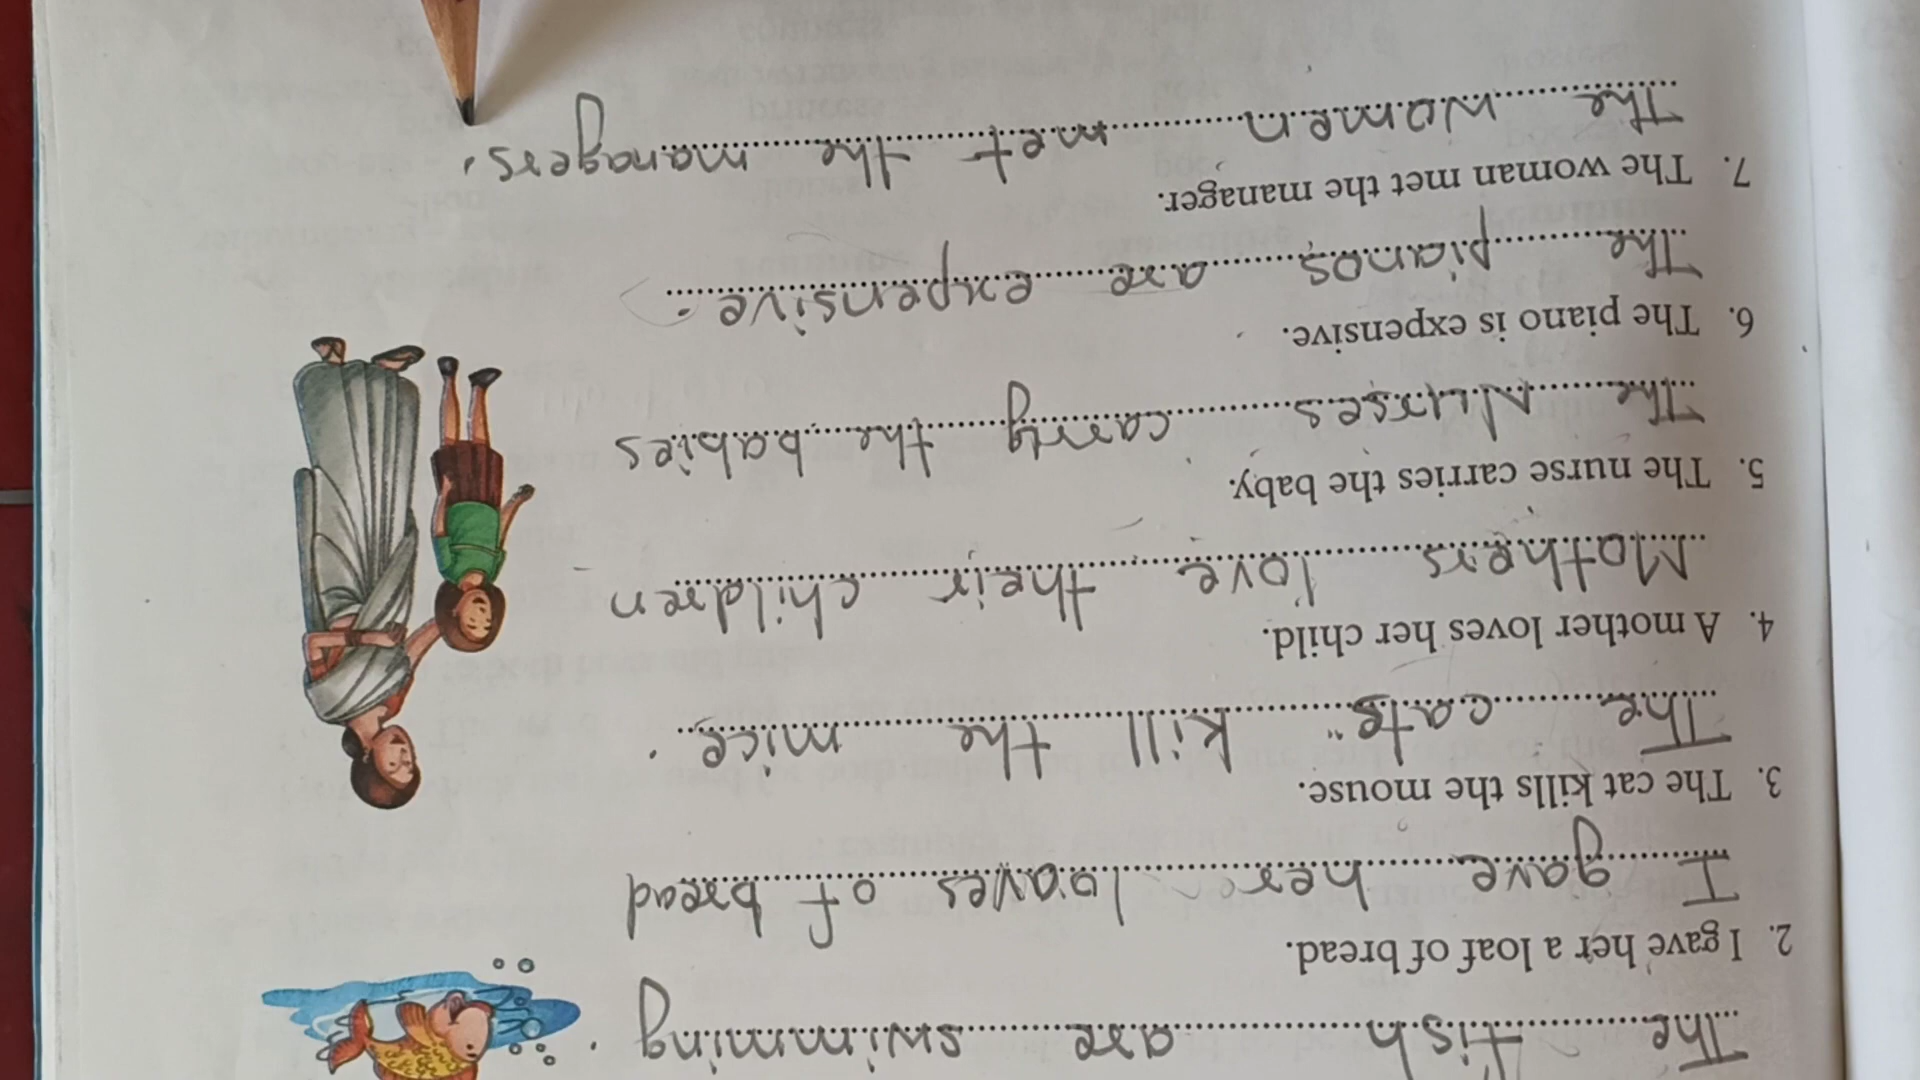 The fish are swimming.
2. I gave her a loaf of bread.
I gave her loaves of bread
3. The cat kills the mouse.
The cats kill the mice.
4. A mother loves her child.
Mothers love their children
5. The nurse carries the baby.
The Nurses carry the babies
6. The piano is expensive.
The pianos are expensive.
7. The woman met the manager.
The women met the managers.